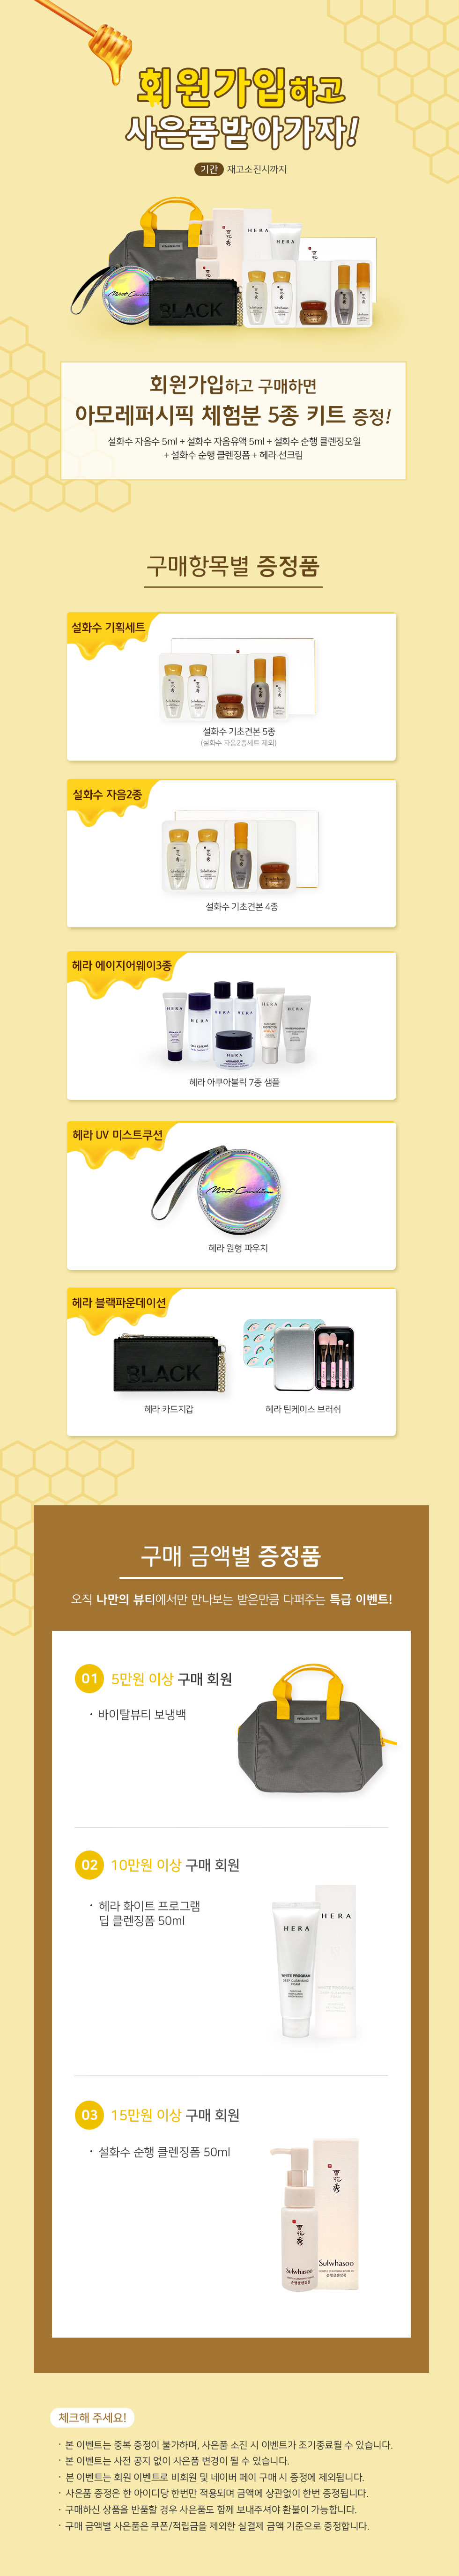 회원가입하고
사은품받아가자!
기간 재고소진시까지
HERA
HERA
Mist Cushion
BLACK
회원가입하고 구매하면
아모레퍼시픽 체험분 5종 키트 증정!
설화수 자음수 5ml + 설화수 자음유액 5ml + 설화수 순행 클렌징오일
+ 설화수 순행 클렌징폼 + 헤라 선크림
구매항목별 증정품
설화수 기획세트
설화수 기초견본 5종
(설화수 자음2종세트 제외)
설화수 자음2종
설화수 기초견본 4종
헤라 에이지어웨이3종
HERA
HERA
HERA
HERA
HERA
HERA
HERA
헤라 아쿠아볼릭 7종 샘플
헤라 UV 미스트쿠션
Mist Cushion
헤라 원형 파우치
헤라 블랙파운데이션
BLACK
헤라 카드지갑
헤라 틴케이스 브러쉬
구매 금액별 증정품
오직 나만의 뷰티에서만 만나보는 받은만큼 다퍼주는 특급 이벤트!
01 5만원 이상 구매 회원
· 바이탈뷰티 보냉백
02 10만원 이상 구매 회원
· 헤라 화이트 프로그램
딥 클렌징폼 50ml
HERA
HERA
WHITE PROGRAM
DEEP CLEANSING
FOAM
03 15만원 이상 구매 회원
· 설화수 순행 클렌징폼 50ml
Sulwhasoo
Sulwhasoo
체크해 주세요!
· 본 이벤트는 중복 증정이 불가하며, 사은품 소진 시 이벤트가 조기종료될 수 있습니다.
· 본 이벤트는 사전 공지 없이 사은품 변경이 될 수 있습니다.
· 본 이벤트는 회원 이벤트로 비회원 및 네이버 페이 구매 시 증정에 제외됩니다.
· 사은품 증정은 한 아이디당 한번만 적용되며 금액에 상관없이 한번 증정됩니다.
· 구매하신 상품을 반품할 경우 사은품도 함께 보내주셔야 환불이 가능합니다.
· 구매 금액별 사은품은 쿠폰/적립금을 제외한 실결제 금액 기준으로 증정합니다.